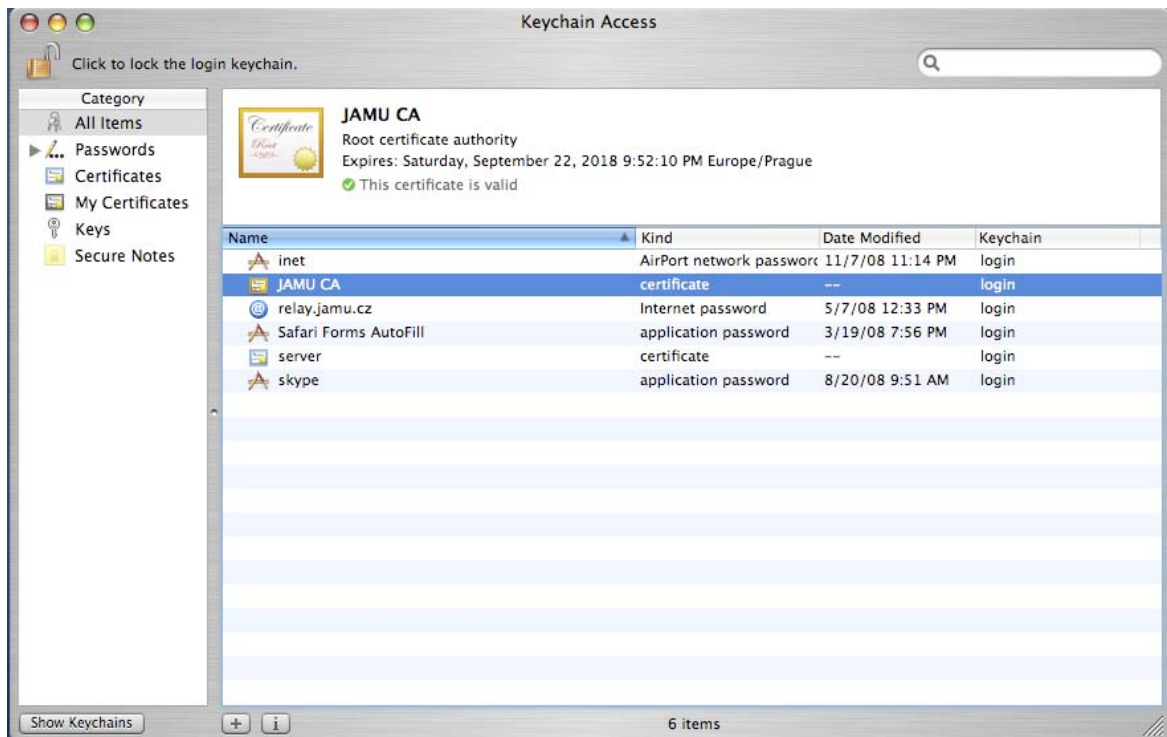 Keychain Access
Click to lock the login keychain.
Category
All Items
Passwords
Certificates
My Certificates
Keys
Secure Notes
Certificate
Root
JAMU CA
Root certificate authority
Expires: Saturday, September 22, 2018 9:52:10 PM Europe/Prague
This certificate is valid
Name Kind Date Modified Keychain
inet AirPort network passworc 11/7/08 11:14 PM login
JAMU CA certificate -- login
relay.jamu.cz Internet password 5/7/08 12:33 PM login
Safari Forms AutoFill application password 3/19/08 7:56 PM login
server certificate -- login
skype application password 8/20/08 9:51 AM login
Show Keychains + i 6 items